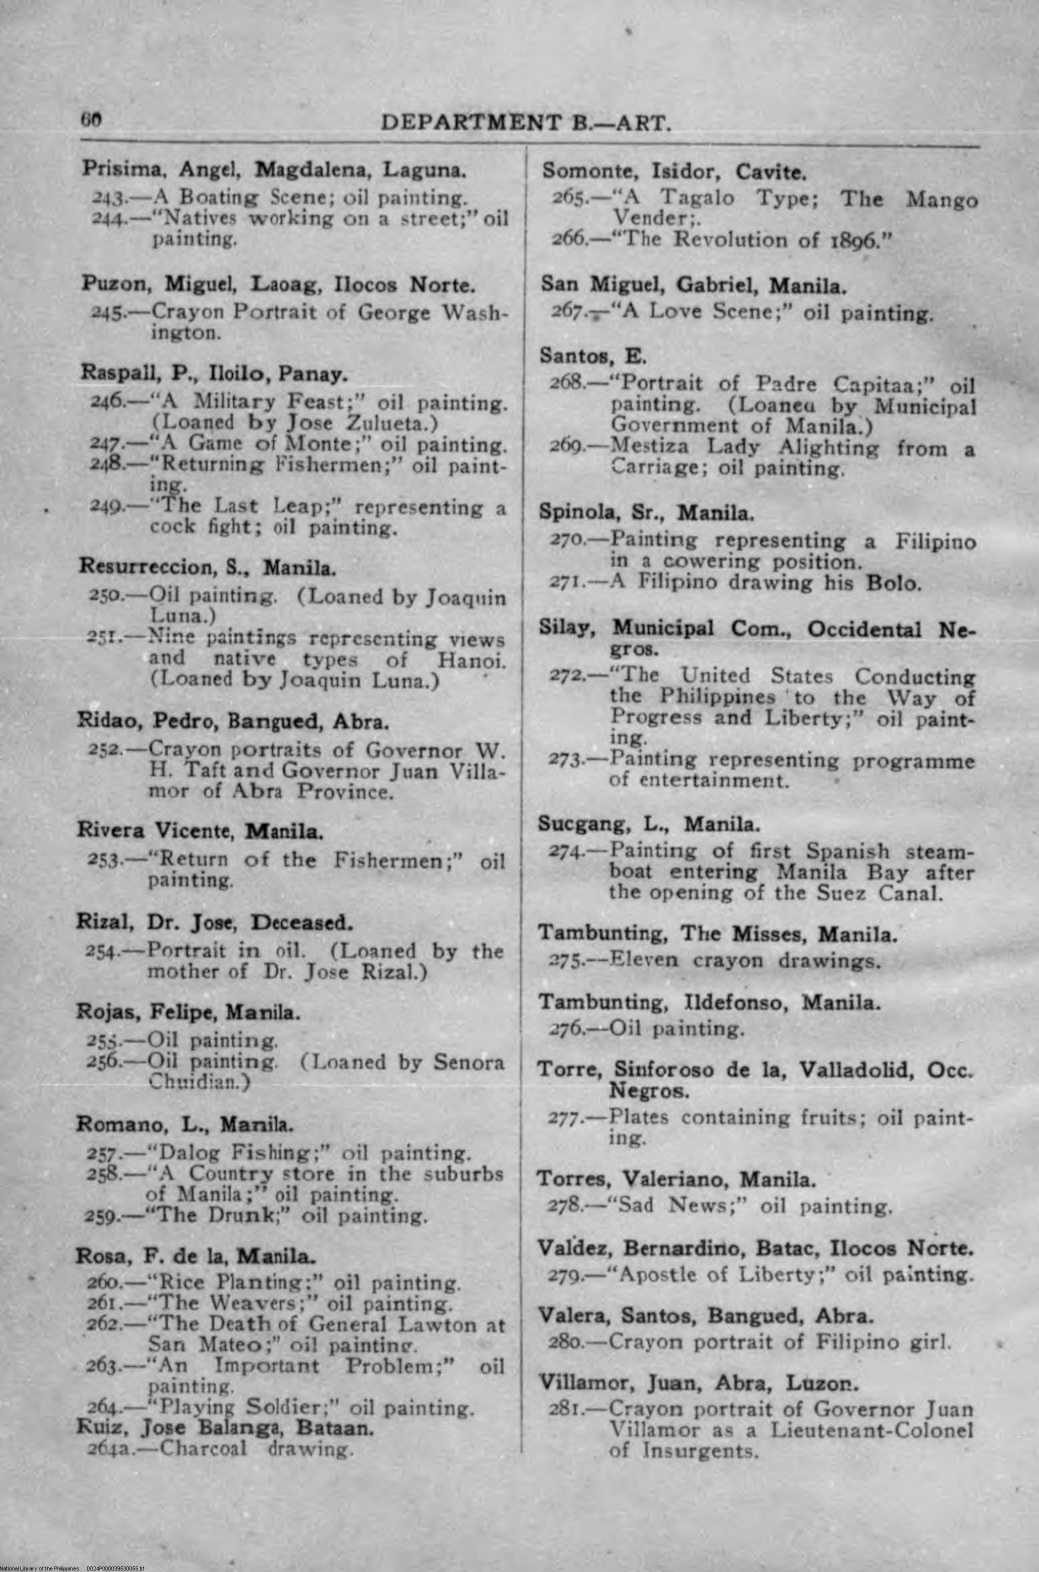 60
DEPARTMENT B.—ART.
Prisima, Angel, Magdalena, Laguna.
243.—A Boating Scene; oil painting.
244.—"Natives working on a street;" oil
painting.
Puzon, Miguel, Laoag, Ilocos Norte.
245.—Crayon Portrait of George Wash-
ington.
Raspall, P., Iloilo, Panay.
246.—"A Military Feast;" oil painting.
(Loaned by Jose Zulueta.)
247.—"A Game of Monte;" oil painting.
248.—"Returning Fishermen;" oil paint-
ing.
249.—"The Last Leap;" representing a
cock fight; oil painting.
Resurreccion, S., Manila.
250.—Oil painting. (Loaned by Joaquin
Luna.)
251.—Nine paintings representing views
and native types of Hanoi.
(Loaned by Joaquin Luna.)
Ridao, Pedro, Bangued, Abra.
252.—Crayon portraits of Governor W.
H. Taft and Governor Juan Villa-
mor of Abra Province.
Rivera Vicente, Manila.
253.—"Return of the Fishermen;" oil
painting.
Rizal, Dr. Jose, Deceased.
254.—Portrait in oil. (Loaned by the
mother of Dr. Jose Rizal.)
Rojas, Felipe, Manila.
255.—Oil painting.
256.—Oil painting. (Loaned by Senora
Chuidian.)
Romano, L., Manila.
257.—"Dalog Fishing;" oil painting.
258.—"A Country store in the suburbs
of Manila;" oil painting.
259.—"The Drunk;" oil painting.
Rosa, F. de la, Manila.
260.—"Rice Planting;" oil painting.
261.—"The Weavers;" oil painting.
262.—"The Death of General Lawton at
San Mateo;" oil painting.
263.—"An Important Problem;" oil
painting.
264.—"Playing Soldier;" oil painting.
Ruiz, Jose Balanga, Bataan.
264a.—Charcoal drawing.
Somonte, Isidor, Cavite.
265.—"A Tagalo Type; The Mango
Vender;.
266.—"The Revolution of 1896."
San Miguel, Gabriel, Manila.
267.—"A Love Scene;" oil painting.
Santos, E.
268.—"Portrait of Padre Capitaa;" oil
painting. (Loaned by Municipal
Government of Manila.)
269.—Mestiza Lady Alighting from a
Carriage; oil painting.
Spinola, Sr., Manila.
270.—Painting representing a Filipino
in a cowering position.
271.—A Filipino drawing his Bolo.
Silay, Municipal Com., Occidental Ne-
gros.
272.—"The United States Conducting
the Philippines to the Way of
Progress and Liberty;" oil paint-
ing.
273.—Painting representing programme
of entertainment.
Sucgang, L., Manila.
274.—Painting of first Spanish steam-
boat entering Manila Bay after
the opening of the Suez Canal.
Tambunting, The Misses, Manila.
275.—Eleven crayon drawings.
Tambunting, Ildefonso, Manila.
276.—Oil painting.
Torre, Sinforoso de la, Valladolid, Occ.
Negros.
277.—Plates containing fruits; oil paint-
ing.
Torres, Valeriano, Manila.
278.—"Sad News;" oil painting.
Valdez, Bernardino, Batac, Ilocos Norte.
279.—"Apostle of Liberty;" oil painting.
Valera, Santos, Bangued, Abra.
280.—Crayon portrait of Filipino girl.
Villamor, Juan, Abra, Luzon.
281.—Crayon portrait of Governor Juan
Villamor as a Lieutenant-Colonel
of Insurgents.
National Library of the Philippines